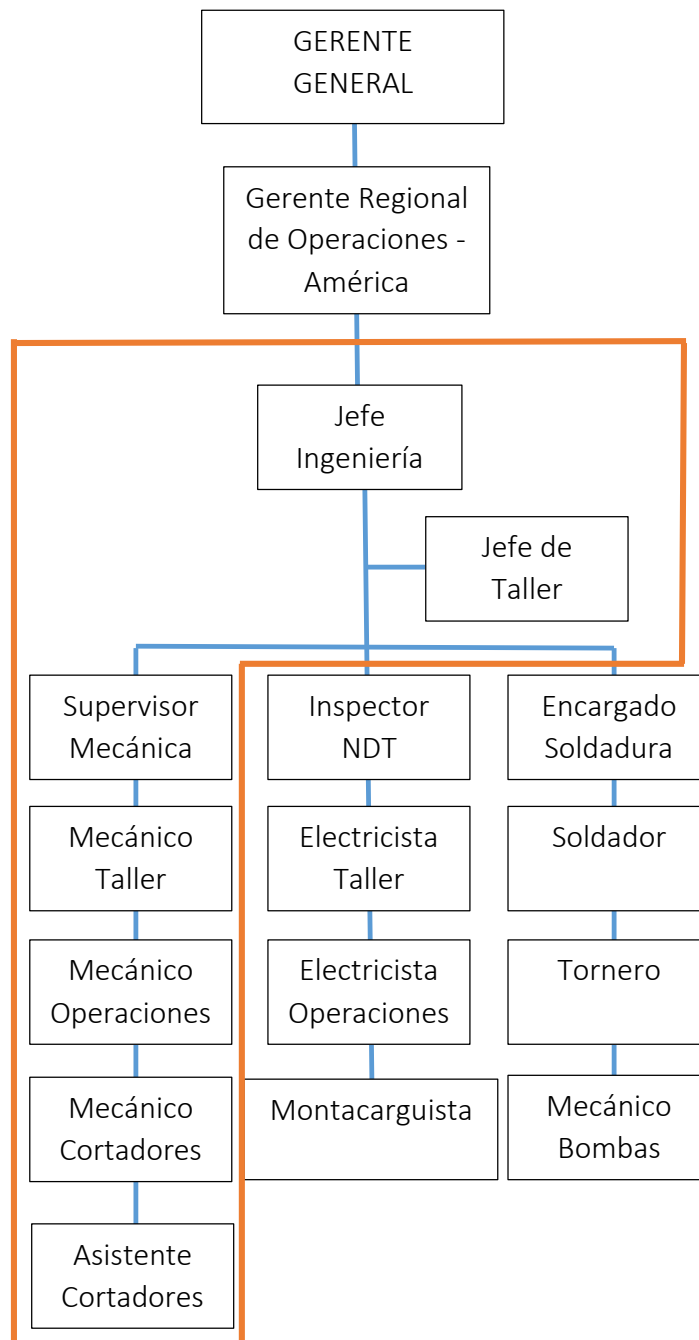 GERENTE
GENERAL
Gerente Regional
de Operaciones -
América
Jefe
Ingeniería
Jefe de
Taller
Supervisor
Mecánica
Inspector
NDT
Encargado
Soldadura
Mecánico
Taller
Electricista
Taller
Soldador
Mecánico
Operaciones
Electricista
Operaciones
Tornero
Mecánico
Cortadores
Montacarguista
Mecánico
Bombas
Asistente
Cortadores